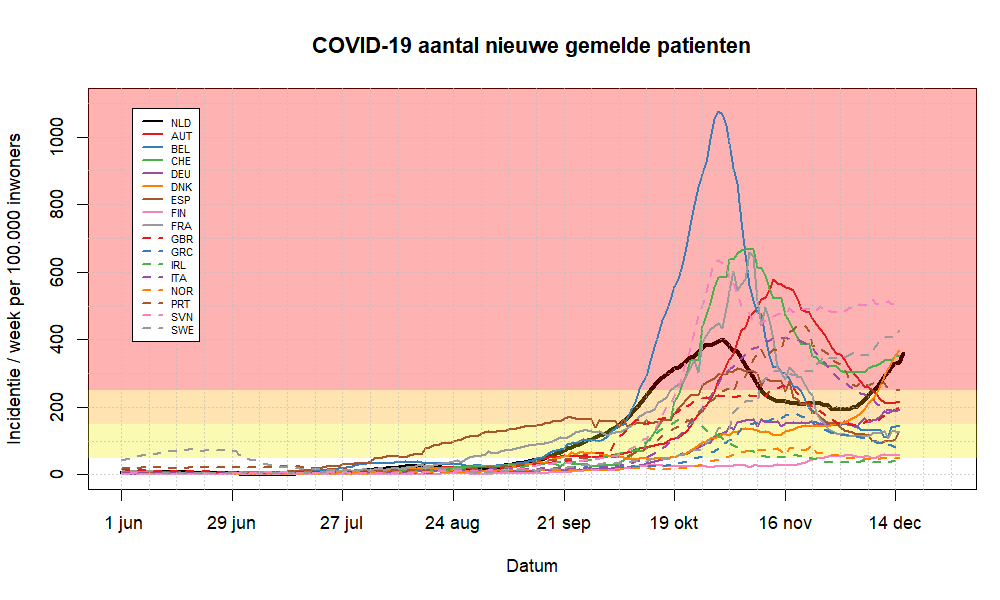 COVID-19 aantal nieuwe gemelde patienten
Incidentie / week per 100.000 inwoners
1000
800
600
400
200
0
NLD
AUT
BEL
CHE
DEU
DNK
ESP
FIN
FRA
GBR
GRC
IRL
ITA
NOR
PRT
SVN
SWE
1 jun 29 jun 27 jul 24 aug 21 sep 19 okt 16 nov 14 dec
Datum